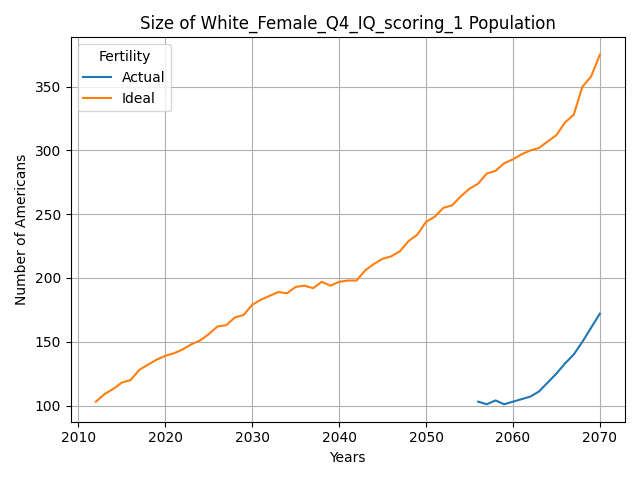 Size of White_Female_Q4_IQ_scoring_1 Population
Fertility
Actual
Ideal
Number of Americans
350
300
250
200
150
100
2010 2020 2030 2040 2050 2060 2070
Years